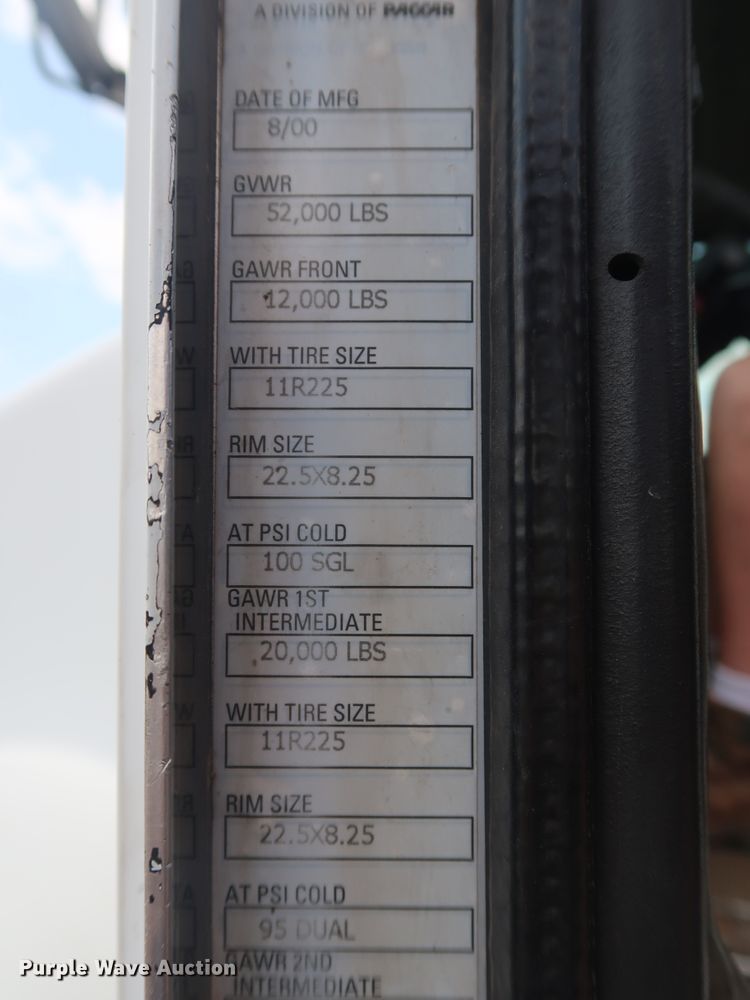 A DIVISION OF PACCAR
DATE OF MFG
8/00
GVWR
52,000 LBS
GAWR FRONT
12,000 LBS
WITH TIRE SIZE
11R225
RIM SIZE
22.5X8.25
AT PSI COLD
100 SGL
GAWR 1ST
INTERMEDIATE
20,000 LBS
WITH TIRE SIZE
11R225
RIM SIZE
22.5X8.25
AT PSI COLD
95 DUAL
GAWR 2ND
INTERMEDIATE
Purple Wave Auction